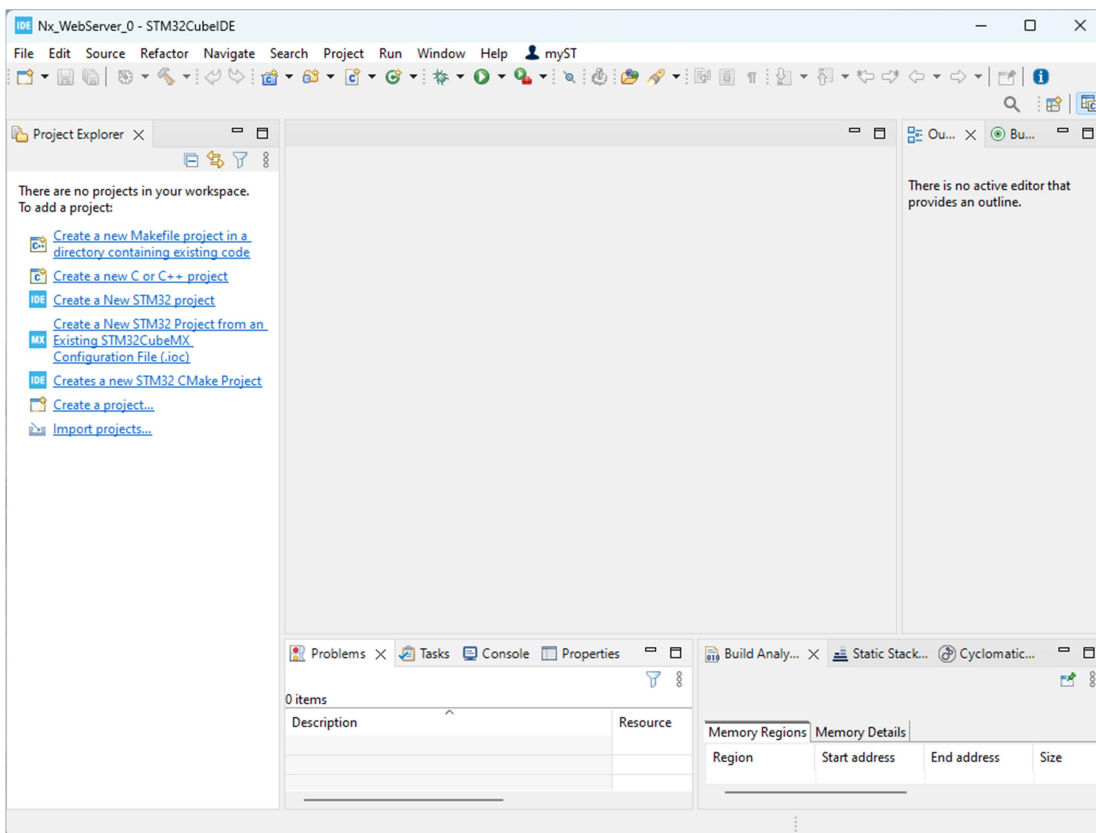 IDE Nx_WebServer_0 - STM32CubeIDE
File Edit Source Refactor Navigate Search Project Run Window Help myST
Project Explorer
Ou... Bu...
There are no projects in your workspace.
To add a project:
Create a new Makefile project in a
directory containing existing code
Create a new C or C++ project
IDE Create a New STM32 project
Create a New STM32 Project from an
MX Existing STM32CubeMX
Configuration File (.ioc)
IDE Creates a new STM32 CMake Project
Create a project...
Import projects...
There is no active editor that
provides an outline.
Problems Tasks Console Properties
0 items
Description Resource
Build Analy... Static Stack... Cyclomatic...
Memory Regions Memory Details
Region Start address End address Size